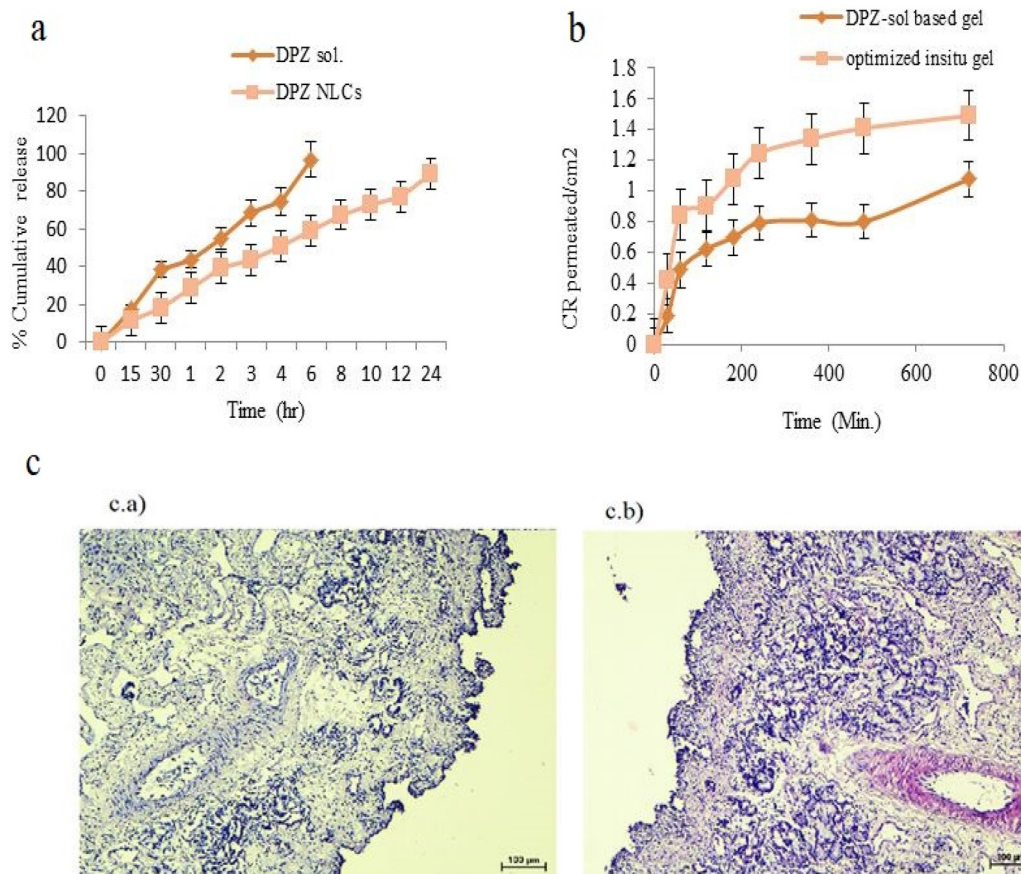 a
DPZ sol.
DPZ NLCs
120
100
80
60
40
20
0
% Cumulative release
0 15 30 1 2 3 4 6 8 10 12 24
Time (hr)
b
DPZ-sol based gel
optimized insitu gel
1.8
1.6
1.4
1.2
1
0.8
0.6
0.4
0.2
0
CR permeated/cm2
0 200 400 600 800
Time (Min.)
c
c.a)
c.b)
100 µm
100 µm